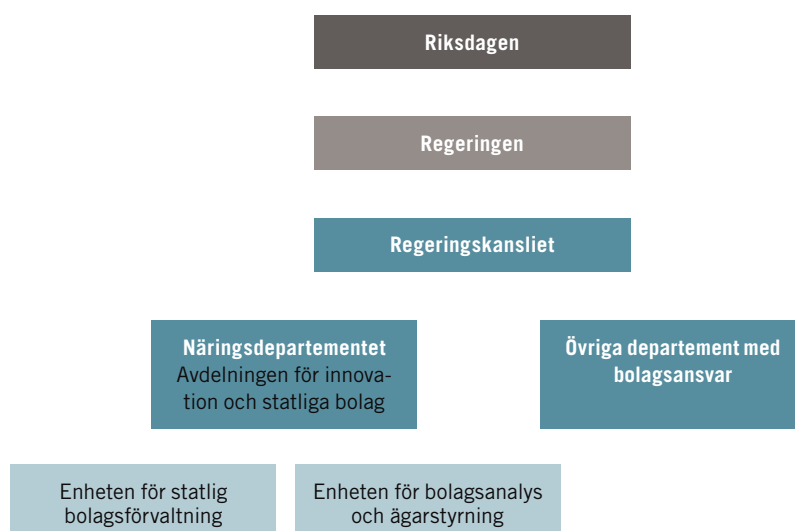 Riksdagen
Regeringen
Regeringskansliet
Näringsdepartementet
Avdelningen för innova-
tion och statliga bolag
Övriga departement med
bolagsansvar
Enheten för statlig
bolagsförvaltning
Enheten för bolagsanalys
och ägarstyrning